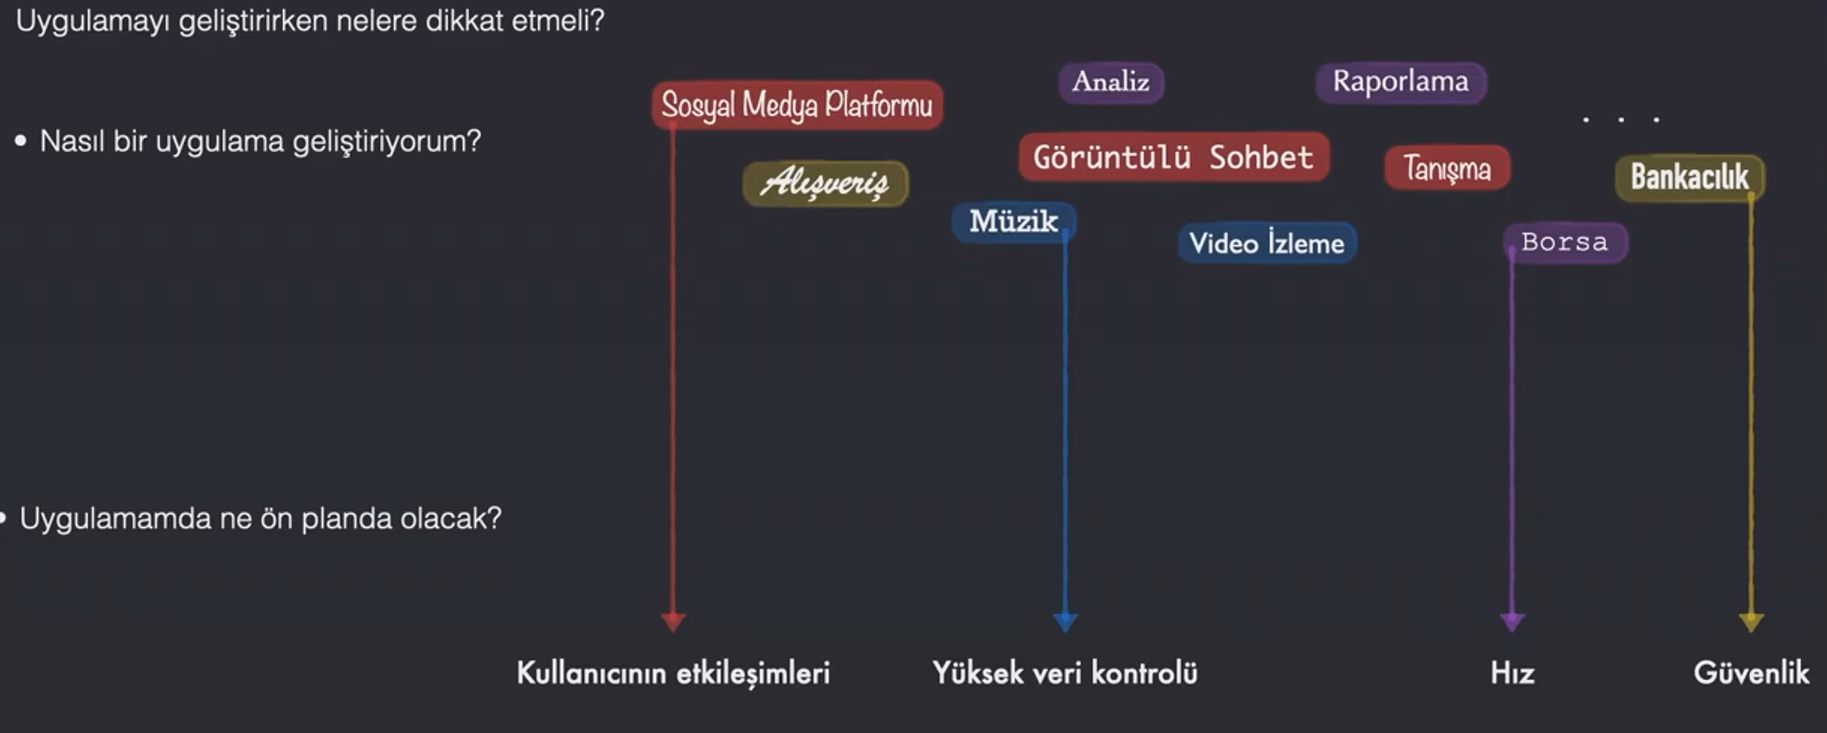 Uygulamayı geliştirirken nelere dikkat etmeli?
• Nasıl bir uygulama geliştiriyorum?
Sosyal Medya Platformu
Analiz
Raporlama
. . .
Alışveriş
Görüntülü Sohbet
Tanışma
Bankacılık
Müzik
Video İzleme
Borsa
• Uygulamamda ne ön planda olacak?
Kullanıcının etkileşimleri
Yüksek veri kontrolü
Hız
Güvenlik